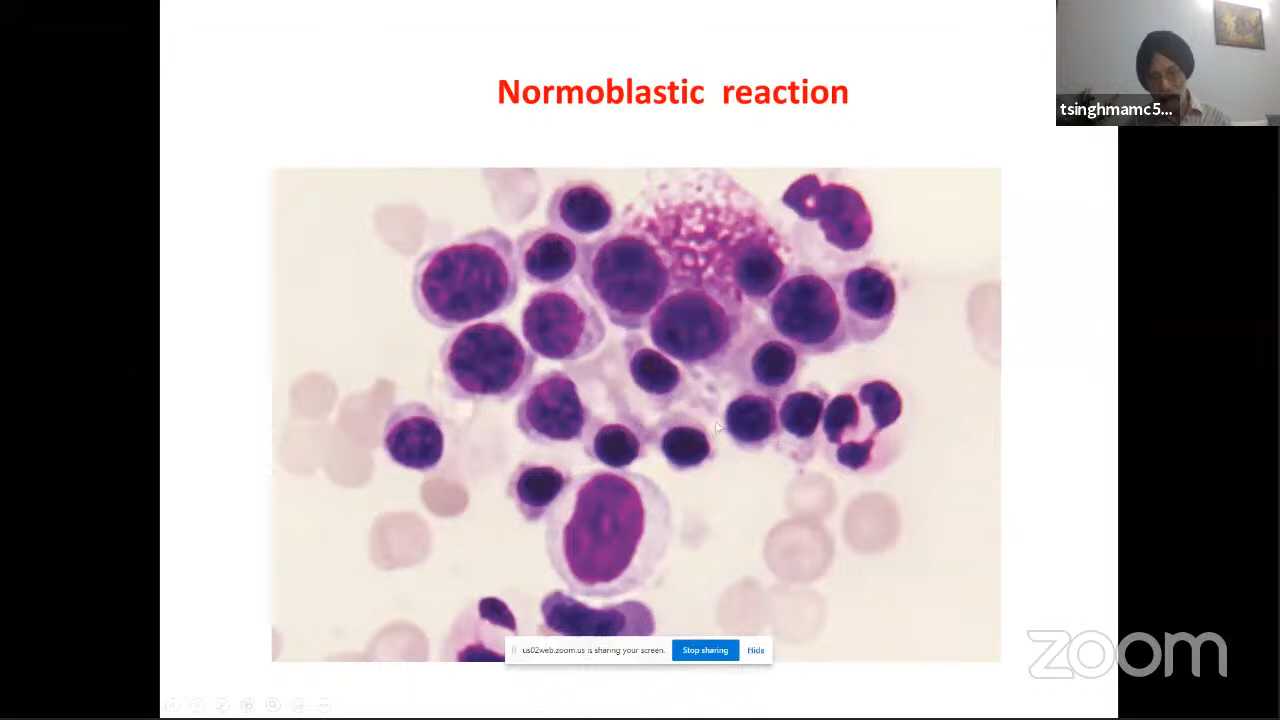 Normoblastic reaction
tsinghmamc5...
us02web.zoom.us is sharing your screen.
Stop sharing
Hide
zoom